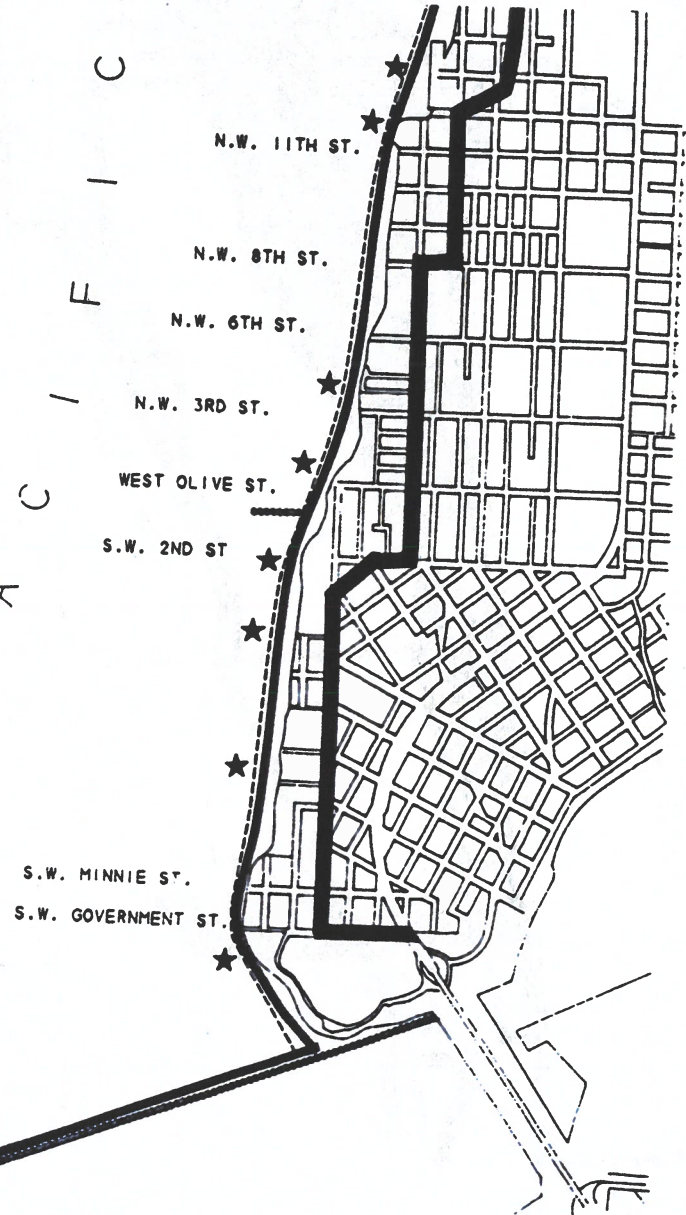 C
I
F
I
C
A
N.W. 11TH ST.
N.W. 8TH ST.
N.W. 6TH ST.
N.W. 3RD ST.
WEST OLIVE ST.
S.W. 2ND ST
S.W. MINNIE ST.
S.W. GOVERNMENT ST.